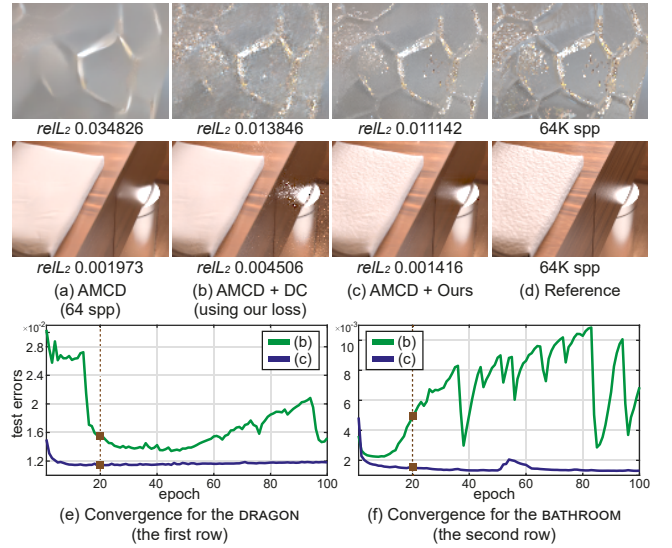 relL2 0.034826 relL2 0.013846 relL2 0.011142 64K spp
relL2 0.001973 relL2 0.004506 relL2 0.001416 64K spp
(a) AMCD (b) AMCD + DC (c) AMCD + Ours (d) Reference
(64 spp) (using our loss)
×10⁻² ×10⁻³
2.8
2.4
2
1.6
1.2
test errors
(b)
(c)
20 40 60 80 100
epoch
10
8
6
4
2
(b)
(c)
20 40 60 80 100
epoch
(e) Convergence for the DRAGON (f) Convergence for the BATHROOM
(the first row) (the second row)